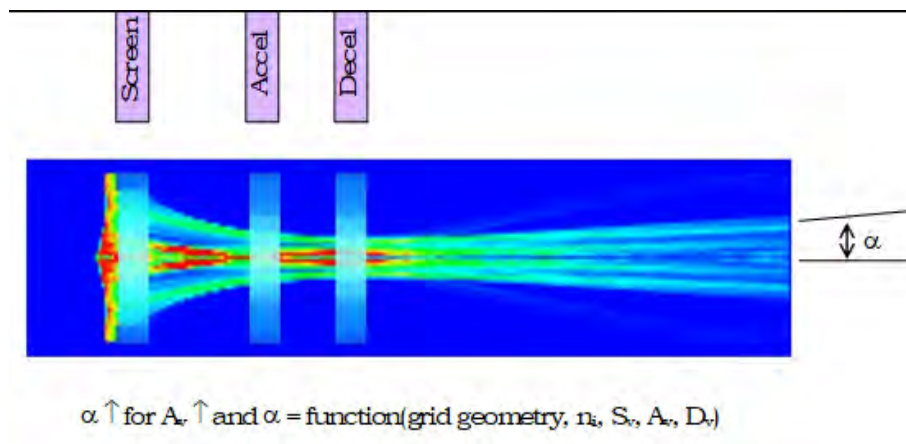 Screen
Accel
Decel
α
α ↑ for Aᵥ ↑ and α = function(grid geometry, nᵢ, Sᵥ, Aᵥ, Dᵥ)